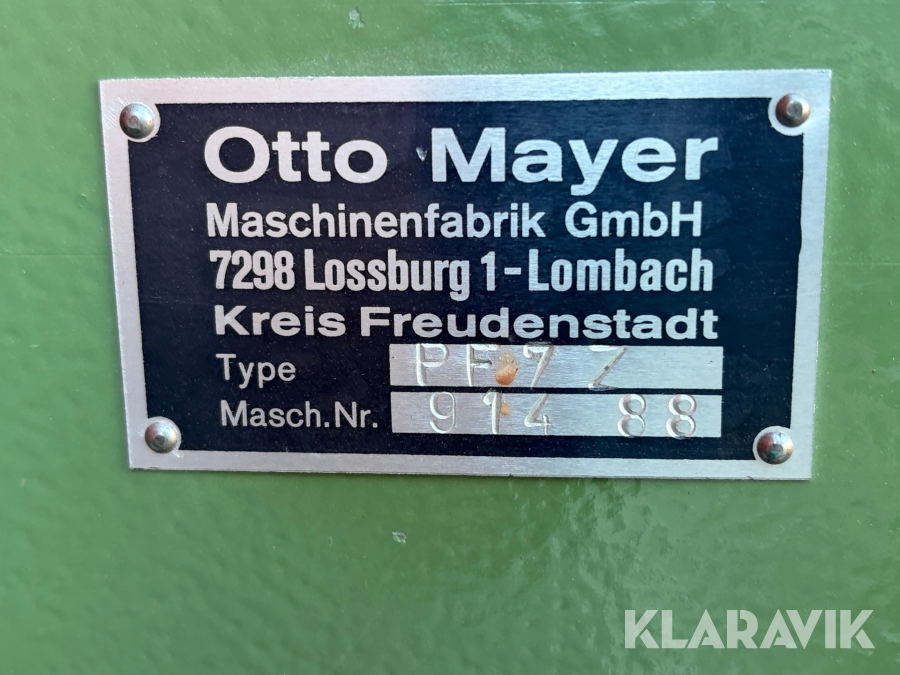 Otto Mayer
Maschinenfabrik GmbH
7298 Lossburg 1-Lombach
Kreis Freudenstadt
Type PF 7 Z
Masch.Nr. 914 88
KLARAVIK